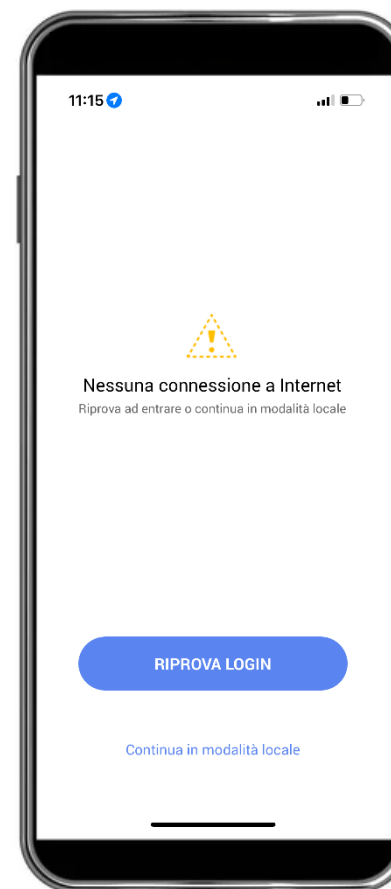 11:15
Nessuna connessione a Internet
Riprova ad entrare o continua in modalità locale
RIPROVA LOGIN
Continua in modalità locale